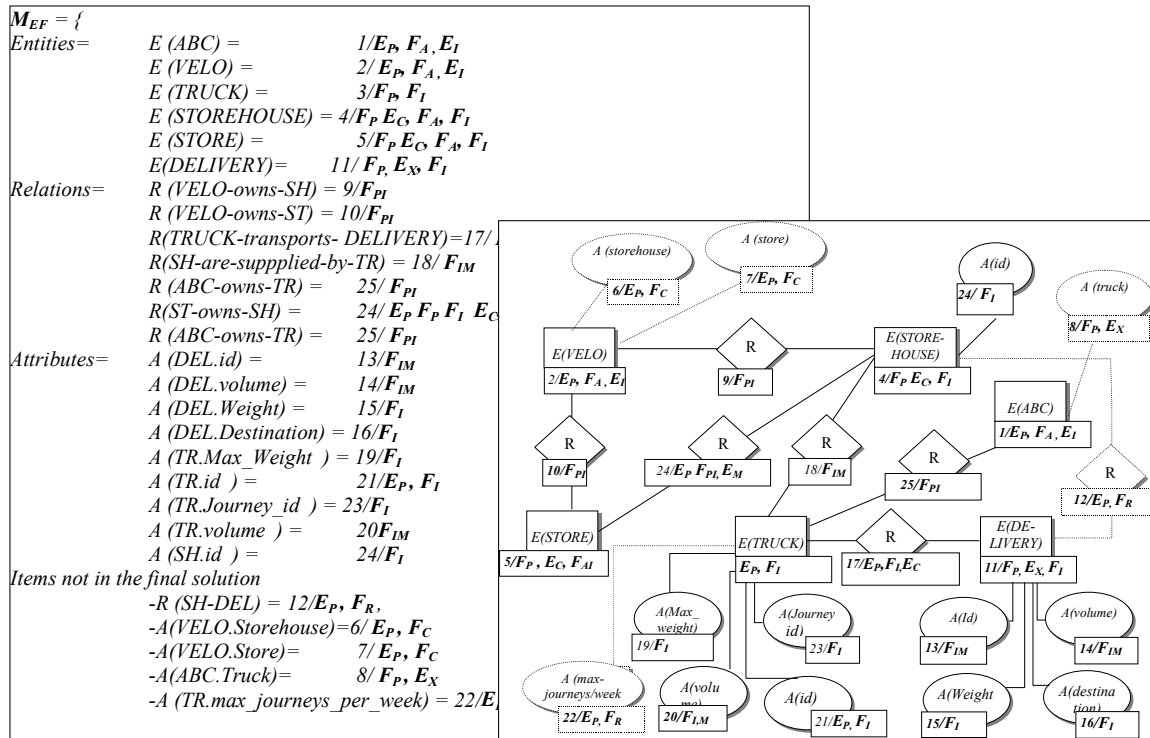 M_EF = {
Entities= E (ABC) = 1/E_P, F_A , E_I
E (VELO) = 2/ E_P, F_A , E_I
E (TRUCK) = 3/F_P, F_I
E (STOREHOUSE) = 4/F_P E_C, F_A, F_I
E (STORE) = 5/F_P E_C, F_A, F_I
E(DELIVERY)= 11/ F_P, E_X, F_I
Relations= R (VELO-owns-SH) = 9/F_PI
R (VELO-owns-ST) = 10/F_PI
R(TRUCK-transports- DELIVERY)=17/
R(SH-are-suppplied-by-TR) = 18/ F_IM
R (ABC-owns-TR) = 25/ F_PI
R(ST-owns-SH) = 24/ E_P F_P F_I E_C
R (ABC-owns-TR) = 25/ F_PI
Attributes= A (DEL.id) = 13/F_IM
A (DEL.volume) = 14/F_IM
A (DEL.Weight) = 15/F_I
A (DEL.Destination) = 16/F_I
A (TR.Max_Weight ) = 19/F_I
A (TR.id ) = 21/E_P, F_I
A (TR.Journey_id ) = 23/F_I
A (TR.volume ) = 20F_IM
A (SH.id ) = 24/F_I
Items not in the final solution
-R (SH-DEL) = 12/E_P, F_R ,
-A(VELO.Storehouse)=6/ E_P, F_C
-A(VELO.Store)= 7/ E_P, F_C
-A(ABC.Truck)= 8/ F_P, E_X
-A (TR.max_journeys_per_week) = 22/E
A (storehouse)
6/E_P, F_C
A (store)
7/E_P, F_C
A(id)
24/ F_I
A (truck)
8/F_P, E_X
E(VELO)
2/E_P, F_A , E_I
R
9/F_PI
E(STORE-
HOUSE)
4/F_P E_C, F_I
E(ABC)
1/E_P, F_A , E_I
R
10/F_PI
R
24/E_P F_PI, E_M
R
18/F_IM
R
25/F_PI
R
12/E_P, F_R
E(STORE)
5/F_P , E_C, F_AI
E(TRUCK)
E_P, F_I
R
17/E_P,F_I,E_C
E(DE-
LIVERY)
11/F_P, E_X, F_I
A(Max_
weight)
19/F_I
A(Journey
id)
23/F_I
A(Id)
13/F_IM
A(volume)
14/F_IM
A (max-
journeys/week
22/E_P, F_R
A(volu
me)
20/F_I,M
A(id)
21/E_P, F_I
A(Weight
15/F_I
A(destina
tion)
16/F_I